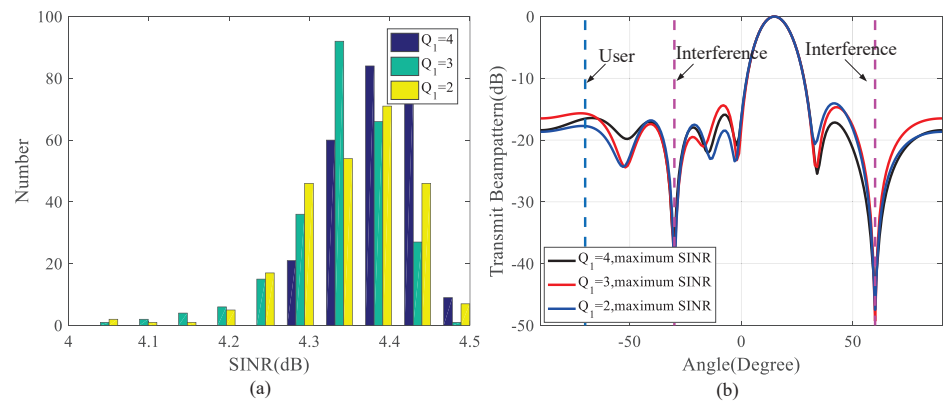 100
80
60
40
20
0
Number
4
4.1
4.2
4.3
4.4
4.5
SINR(dB)
(a)
Q1=4
Q1=3
Q1=2
0
-10
-20
-30
-40
-50
Transmit Beampattern(dB)
-50
0
50
Angle(Degree)
(b)
User
Interference
Interference
Q1=4,maximum SINR
Q1=3,maximum SINR
Q1=2,maximum SINR